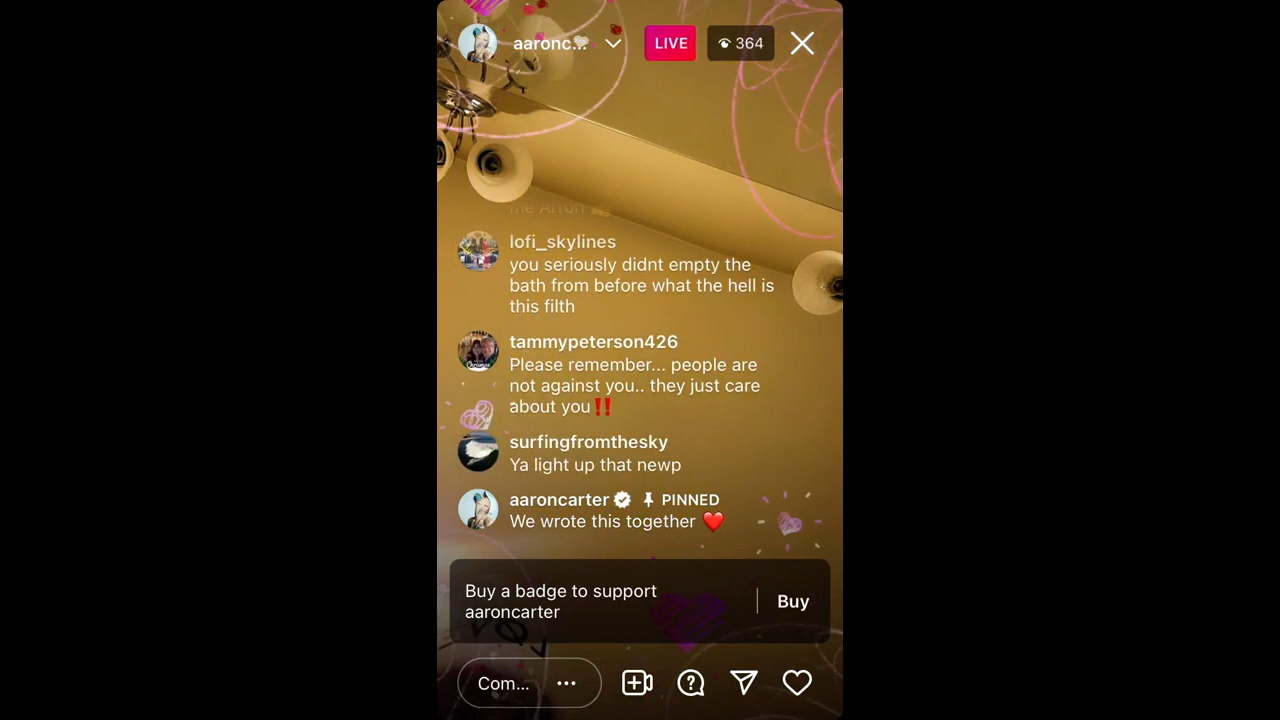 aaronc...
LIVE
364
me Arron
lofi_skylines
you seriously didnt empty the
bath from before what the hell is
this filth
tammypeterson426
Please remember... people are
not against you.. they just care
about you‼️
surfingfromthesky
Ya light up that newp
aaroncarter PINNED
We wrote this together ❤️
Buy a badge to support
aaroncarter
Buy
Com...